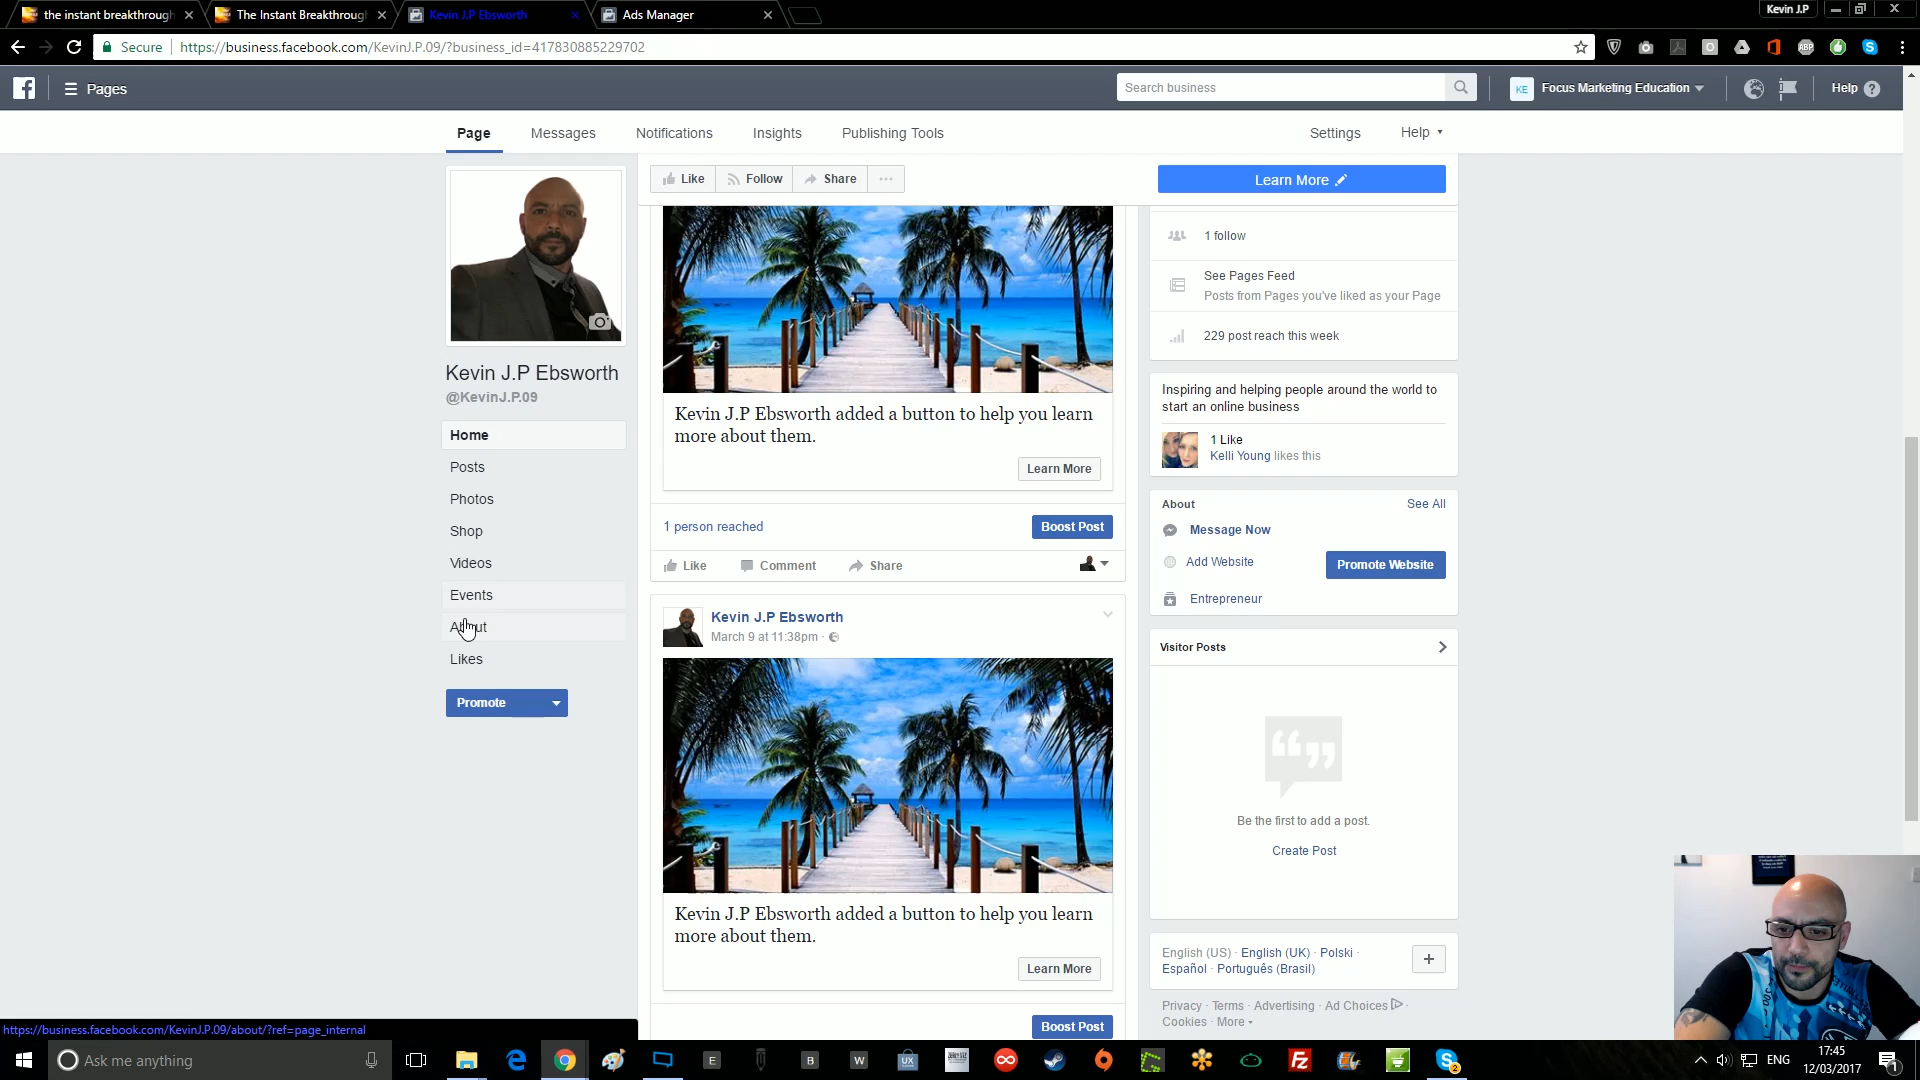 the instant breakthrough
The Instant Breakthroug
Kevin J.P Ebsworth
Ads Manager
Kevin J.P
Secure
https://business.facebook.com/KevinJ.P.09/?business_id=417830885229702
Pages
Search business
KE
Focus Marketing Education
Help
Page
Messages
Notifications
Insights
Publishing Tools
Settings
Help
Like
Follow
Share
Learn More
Kevin J.P Ebsworth
@KevinJ.P.09
Home
Posts
Photos
Shop
Videos
Events
About
Likes
Promote
Kevin J.P Ebsworth added a button to help you learn
more about them.
Learn More
1 person reached
Boost Post
Like
Comment
Share
Kevin J.P Ebsworth
March 9 at 11:38pm ·
Kevin J.P Ebsworth added a button to help you learn
more about them.
Learn More
Boost Post
1 follow
See Pages Feed
Posts from Pages you've liked as your Page
229 post reach this week
Inspiring and helping people around the world to
start an online business
1 Like
Kelli Young likes this
About
See All
Message Now
Add Website
Promote Website
Entrepreneur
Visitor Posts
Be the first to add a post.
Create Post
English (US) · English (UK) · Polski ·
Español · Português (Brasil)
Privacy · Terms · Advertising · Ad Choices ·
Cookies · More
https://business.facebook.com/KevinJ.P.09/about/?ref=page_internal
Ask me anything
E
B
W
UX
ENG
17:45
12/03/2017